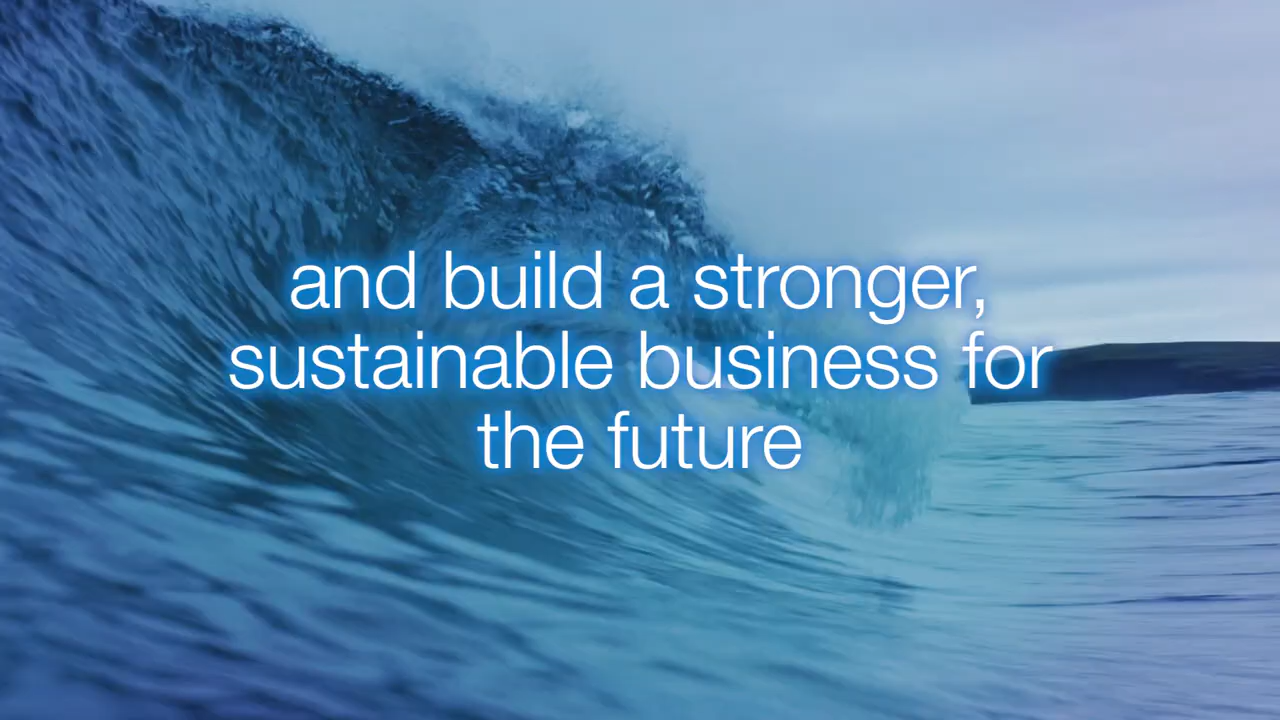 and build a stronger,
sustainable business for
the future